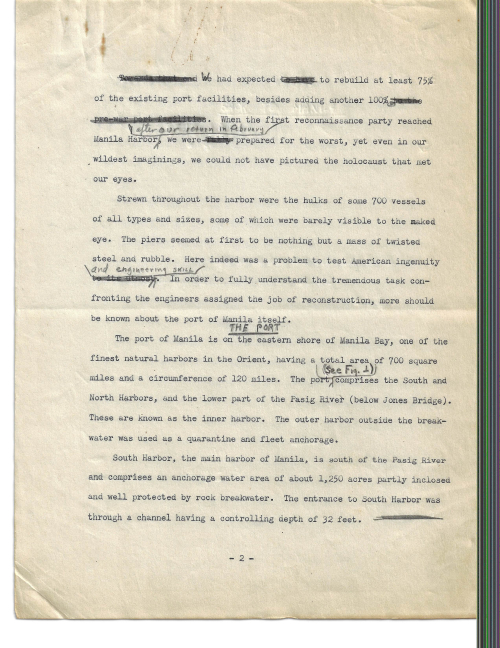 We had expected to rebuild at least 75%
of the existing port facilities, besides adding another 100% to the
pre-war port facilities. When the first reconnaissance party reached
after our return in February
Manila Harbor, we were prepared for the worst, yet even in our
wildest imaginings, we could not have pictured the holocaust that met
our eyes.
Strewn throughout the harbor were the hulks of some 700 vessels
of all types and sizes, some of which were barely visible to the naked
eye. The piers seemed at first to be nothing but a mass of twisted
steel and rubble. Here indeed was a problem to test American ingenuity
and engineering skill
to its utmost. In order to fully understand the tremendous task con-
fronting the engineers assigned the job of reconstruction, more should
be known about the port of Manila itself.
THE PORT
The port of Manila is on the eastern shore of Manila Bay, one of the
finest natural harbors in the Orient, having a total area of 700 square
(See Fig. 1)
miles and a circumference of 120 miles. The port comprises the South and
North Harbors, and the lower part of the Pasig River (below Jones Bridge).
These are known as the inner harbor. The outer harbor outside the break-
water was used as a quarantine and fleet anchorage.
South Harbor, the main harbor of Manila, is south of the Pasig River
and comprises an anchorage water area of about 1,250 acres partly inclosed
and well protected by rock breakwater. The entrance to South Harbor was
through a channel having a controlling depth of 32 feet.
- 2 -